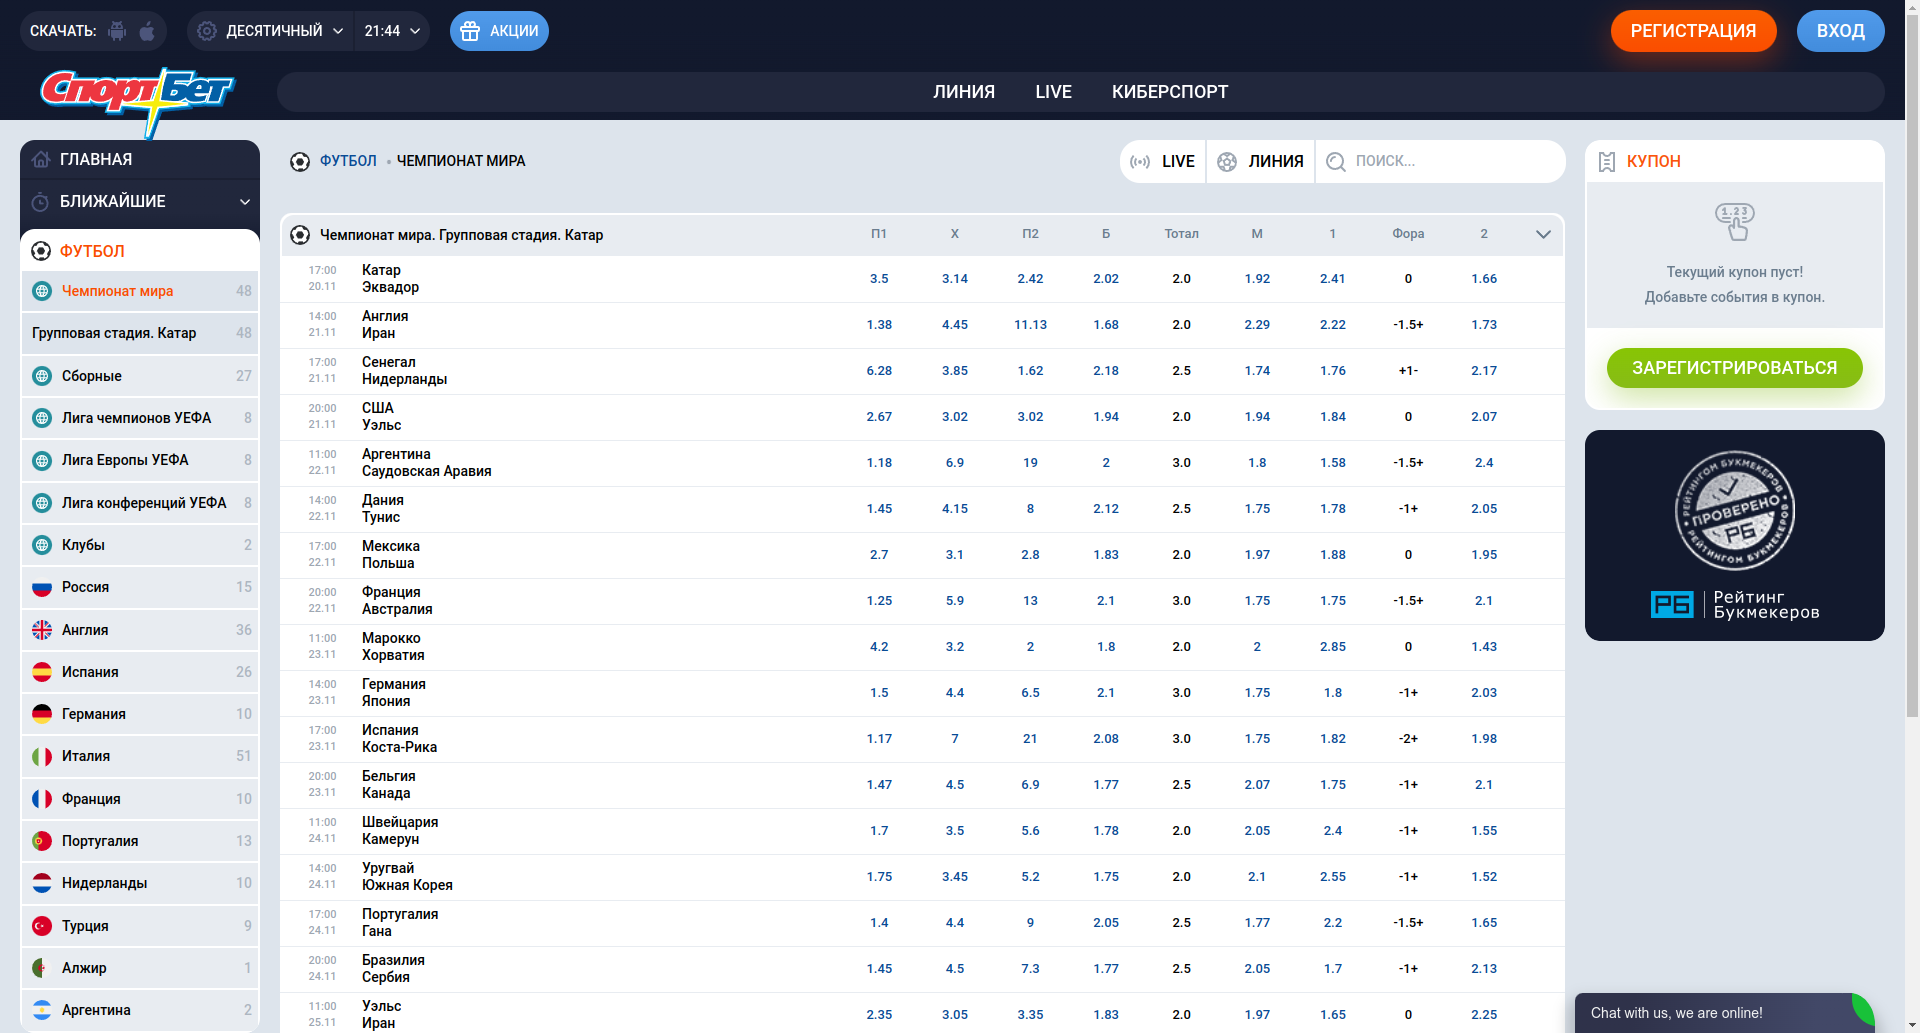 СКАЧАТЬ: ДЕСЯТИЧНЫЙ 21:44 АКЦИИ РЕГИСТРАЦИЯ ВХОД
СпортБет
ЛИНИЯ LIVE КИБЕРСПОРТ
ГЛАВНАЯ
БЛИЖАЙШИЕ
ФУТБОЛ
Чемпионат мира 48
Групповая стадия. Катар 48
Сборные 27
Лига чемпионов УЕФА 8
Лига Европы УЕФА 8
Лига конференций УЕФА 8
Клубы 2
Россия 15
Англия 36
Испания 26
Германия 10
Италия 51
Франция 10
Португалия 13
Нидерланды 10
Турция 9
Алжир 1
Аргентина 2
ФУТБОЛ • ЧЕМПИОНАТ МИРА
LIVE ЛИНИЯ ПОИСК...
Чемпионат мира. Групповая стадия. Катар П1 X П2 Б Тотал М 1 Фора 2
17:00 Катар
20.11 Эквадор
3.5 3.14 2.42 2.02 2.0 1.92 2.41 0 1.66
14:00 Англия
21.11 Иран
1.38 4.45 11.13 1.68 2.0 2.29 2.22 -1.5+ 1.73
17:00 Сенегал
21.11 Нидерланды
6.28 3.85 1.62 2.18 2.5 1.74 1.76 +1- 2.17
20:00 США
21.11 Уэльс
2.67 3.02 3.02 1.94 2.0 1.94 1.84 0 2.07
11:00 Аргентина
22.11 Саудовская Аравия
1.18 6.9 19 2 3.0 1.8 1.58 -1.5+ 2.4
14:00 Дания
22.11 Тунис
1.45 4.15 8 2.12 2.5 1.75 1.78 -1+ 2.05
17:00 Мексика
22.11 Польша
2.7 3.1 2.8 1.83 2.0 1.97 1.88 0 1.95
20:00 Франция
22.11 Австралия
1.25 5.9 13 2.1 3.0 1.75 1.75 -1.5+ 2.1
11:00 Марокко
23.11 Хорватия
4.2 3.2 2 1.8 2.0 2 2.85 0 1.43
14:00 Германия
23.11 Япония
1.5 4.4 6.5 2.1 3.0 1.75 1.8 -1+ 2.03
17:00 Испания
23.11 Коста-Рика
1.17 7 21 2.08 3.0 1.75 1.82 -2+ 1.98
20:00 Бельгия
23.11 Канада
1.47 4.5 6.9 1.77 2.5 2.07 1.75 -1+ 2.1
11:00 Швейцария
24.11 Камерун
1.7 3.5 5.6 1.78 2.0 2.05 2.4 -1+ 1.55
14:00 Уругвай
24.11 Южная Корея
1.75 3.45 5.2 1.75 2.0 2.1 2.55 -1+ 1.52
17:00 Португалия
24.11 Гана
1.4 4.4 9 2.05 2.5 1.77 2.2 -1.5+ 1.65
20:00 Бразилия
24.11 Сербия
1.45 4.5 7.3 1.77 2.5 2.05 1.7 -1+ 2.13
11:00 Уэльс
25.11 Иран
2.35 3.05 3.35 1.83 2.0 1.97 1.65 0 2.25
КУПОН
1.23
Текущий купон пуст!
Добавьте события в купон.
ЗАРЕГИСТРИРОВАТЬСЯ
РЕЙТИНГОМ БУКМЕКЕРОВ
ПРОВЕРЕНО
РБ
РЕЙТИНГОМ БУКМЕКЕРОВ
РБ Рейтинг
Букмекеров
Chat with us, we are online!